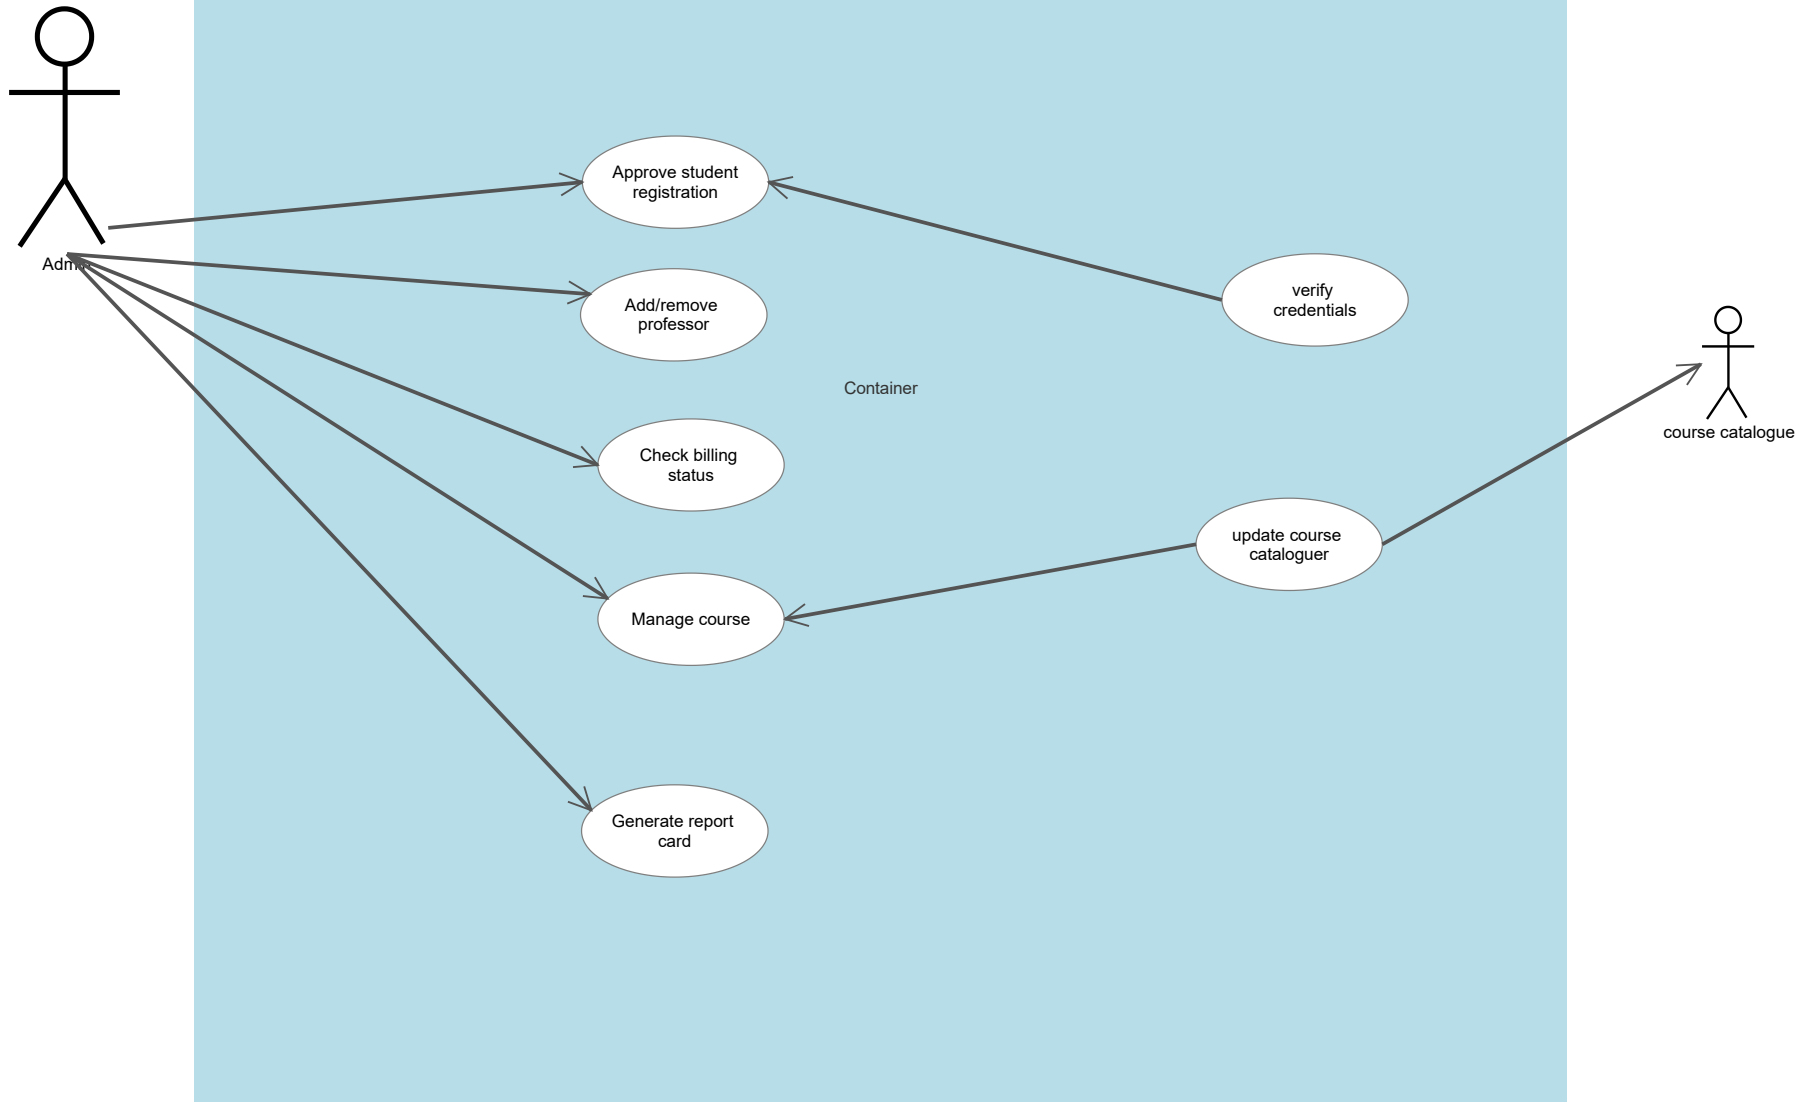 Approve student
registration
Admin
Add/remove
professor
verify
credentials
Container
course catalogue
Check billing
status
update course
cataloguer
Manage course
Generate report
card